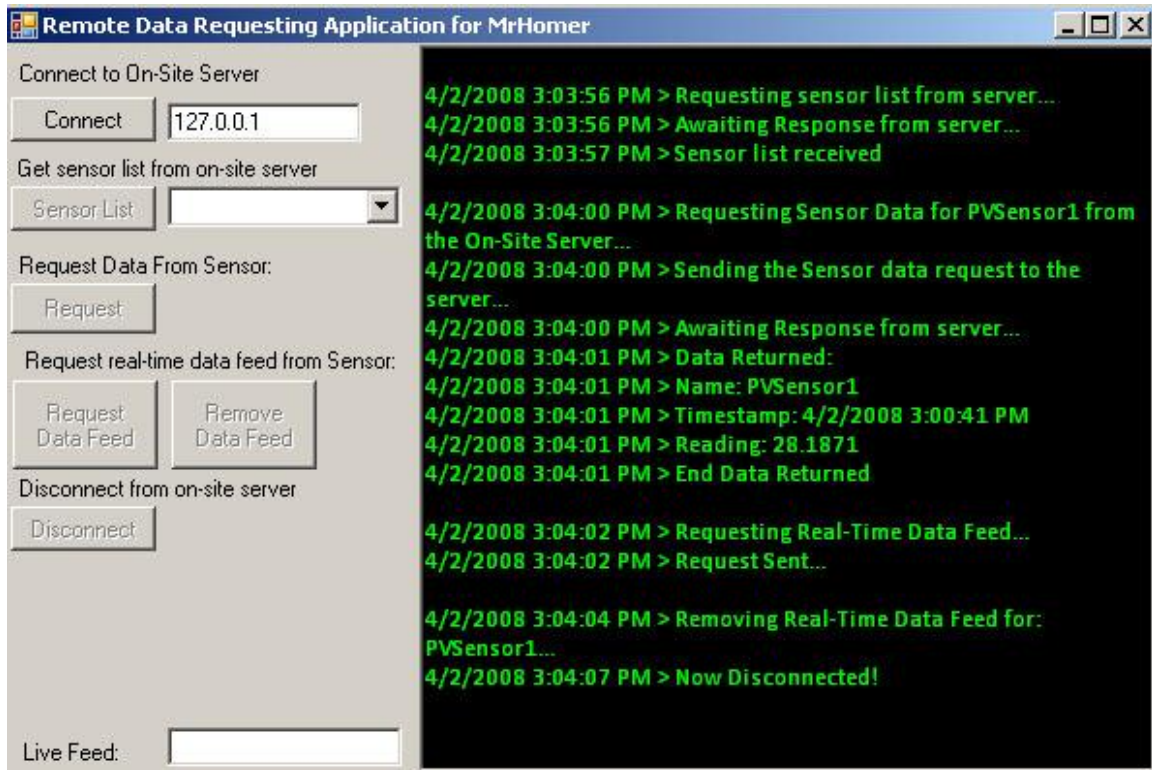 Remote Data Requesting Application for MrHomer
Connect to On-Site Server
Connect
127.0.0.1
Get sensor list from on-site server
Sensor List
Request Data From Sensor:
Request
Request real-time data feed from Sensor:
Request
Data Feed
Remove
Data Feed
Disconnect from on-site server
Disconnect
Live Feed:
4/2/2008 3:03:56 PM > Requesting sensor list from server...
4/2/2008 3:03:56 PM > Awaiting Response from server...
4/2/2008 3:03:57 PM > Sensor list received
4/2/2008 3:04:00 PM > Requesting Sensor Data for PVSensor1 from
the On-Site Server...
4/2/2008 3:04:00 PM > Sending the Sensor data request to the
server...
4/2/2008 3:04:00 PM > Awaiting Response from server...
4/2/2008 3:04:01 PM > Data Returned:
4/2/2008 3:04:01 PM > Name: PVSensor1
4/2/2008 3:04:01 PM > Timestamp: 4/2/2008 3:00:41 PM
4/2/2008 3:04:01 PM > Reading: 28.1871
4/2/2008 3:04:01 PM > End Data Returned
4/2/2008 3:04:02 PM > Requesting Real-Time Data Feed...
4/2/2008 3:04:02 PM > Request Sent...
4/2/2008 3:04:04 PM > Removing Real-Time Data Feed for:
PVSensor1...
4/2/2008 3:04:07 PM > Now Disconnected!